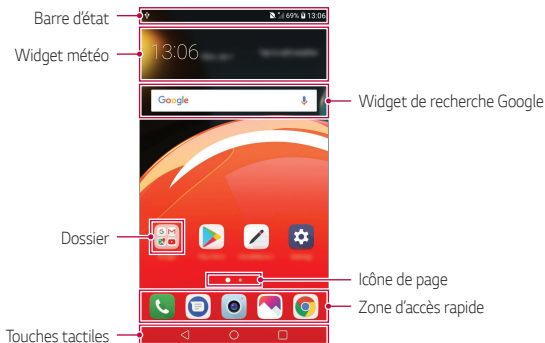 Barre d'état
69% 13:06
Widget météo
13:06
Google
Widget de recherche Google
Dossier
Icône de page
Zone d'accès rapide
Touches tactiles